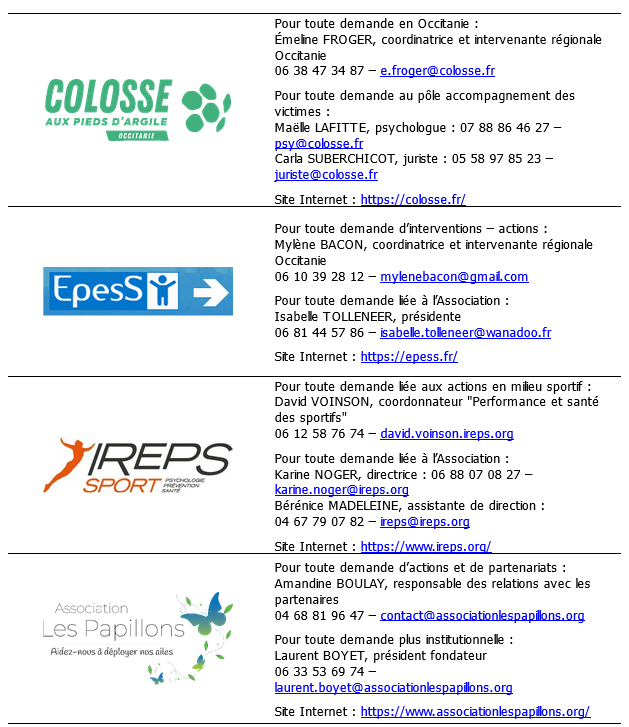 COLOSSE
AUX PIEDS D'ARGILE
OCCITANIE
Pour toute demande en Occitanie :
Émeline FROGER, coordinatrice et intervenante régionale
Occitanie
06 38 47 34 87 – e.froger@colosse.fr
Pour toute demande au pôle accompagnement des
victimes :
Maëlle LAFITTE, psychologue : 07 88 86 46 27 –
psy@colosse.fr
Carla SUBERCHICOT, juriste : 05 58 97 85 23 –
juriste@colosse.fr
Site Internet : https://colosse.fr/
EpesS
Pour toute demande d'interventions – actions :
Mylène BACON, coordinatrice et intervenante régionale
Occitanie
06 10 39 28 12 – mylenebacon@gmail.com
Pour toute demande liée à l'Association :
Isabelle TOLLENEER, présidente
06 81 44 57 86 – isabelle.tolleneer@wanadoo.fr
Site Internet : https://epess.fr/
IREPS
SPORT
PSYCHOLOGIE
PRÉVENTION
SANTÉ
Pour toute demande liée aux actions en milieu sportif :
David VOINSON, coordonnateur "Performance et santé
des sportifs"
06 12 58 76 74 – david.voinson.ireps.org
Pour toute demande liée à l'Association :
Karine NOGER, directrice : 06 88 07 08 27 –
karine.noger@ireps.org
Bérénice MADELEINE, assistante de direction :
04 67 79 07 82 – ireps@ireps.org
Site Internet : https://www.ireps.org/
Association
Les Papillons
Aidez-nous à déployer nos ailes
Pour toute demande d'actions et de partenariats :
Amandine BOULAY, responsable des relations avec les
partenaires
04 68 81 96 47 – contact@associationlespapillons.org
Pour toute demande plus institutionnelle :
Laurent BOYET, président fondateur
06 33 53 69 74 –
laurent.boyet@associationlespapillons.org
Site Internet : https://www.associationlespapillons.org/